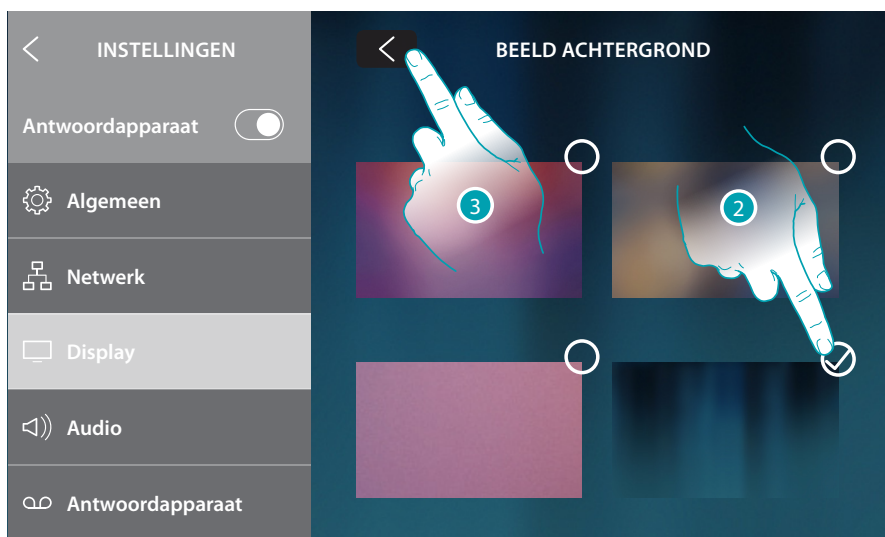 INSTELLINGEN
Antwoordapparaat
Algemeen
Netwerk
Display
Audio
Antwoordapparaat
BEELD ACHTERGROND
3
2